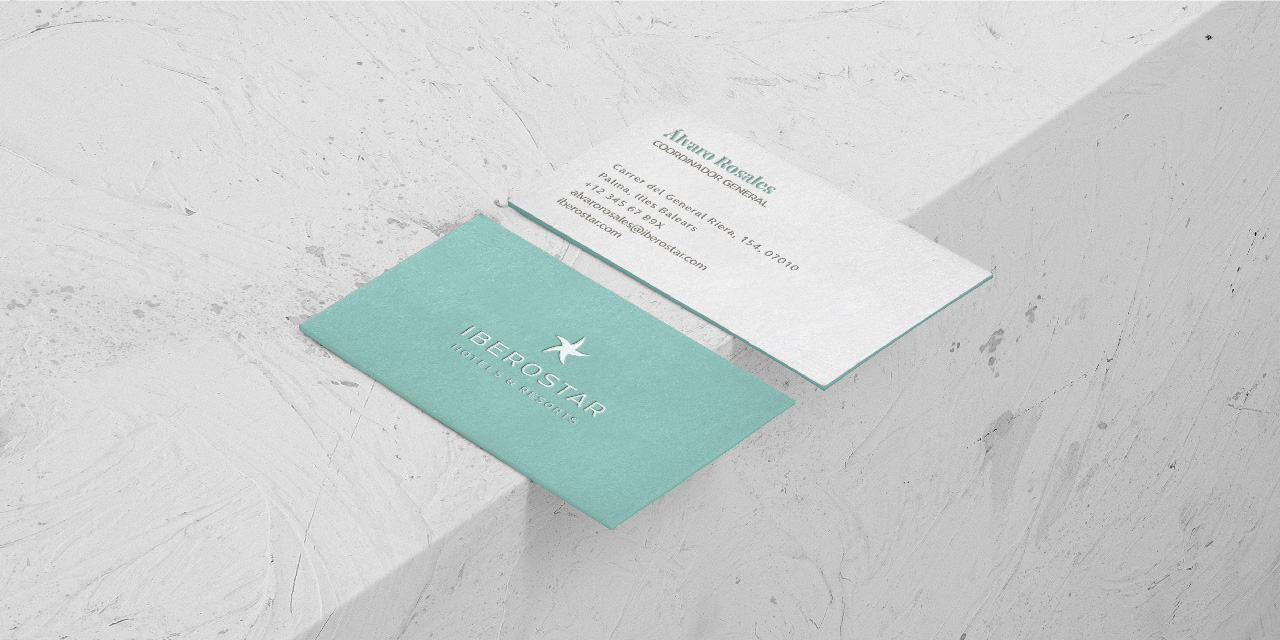 Álvaro Rosales
COORDINADOR GENERAL
Carrer del General Riera, 154, 07010
Palma, Illes Balears
+12 345 67 89X
alvarorosales@iberostar.com
iberostar.com
IBEROSTAR
HOTELS & RESORTS